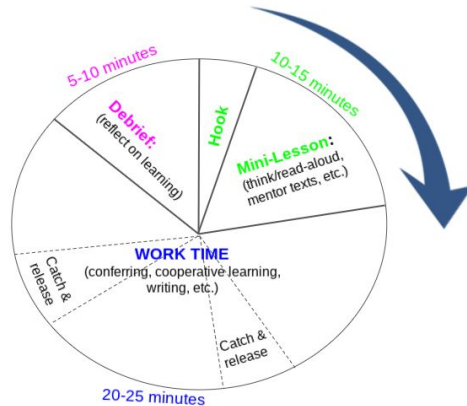 5-10 minutes
10-15 minutes
Hook
Mini-Lesson:
(think/read-aloud,
mentor texts, etc.)
Debrief:
(reflect on learning)
WORK TIME
(conferring, cooperative learning,
writing, etc.)
Catch &
release
Catch &
release
20-25 minutes